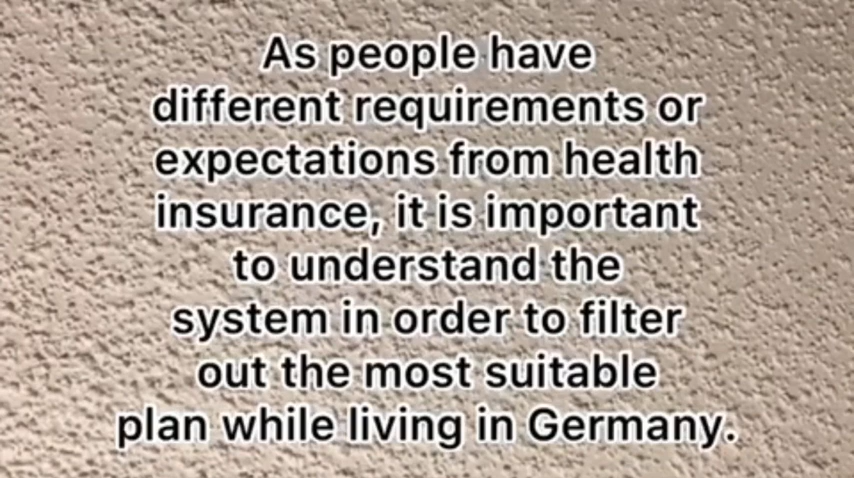 As people have
different requirements or
expectations from health
insurance, it is important
to understand the
system in order to filter
out the most suitable
plan while living in Germany.